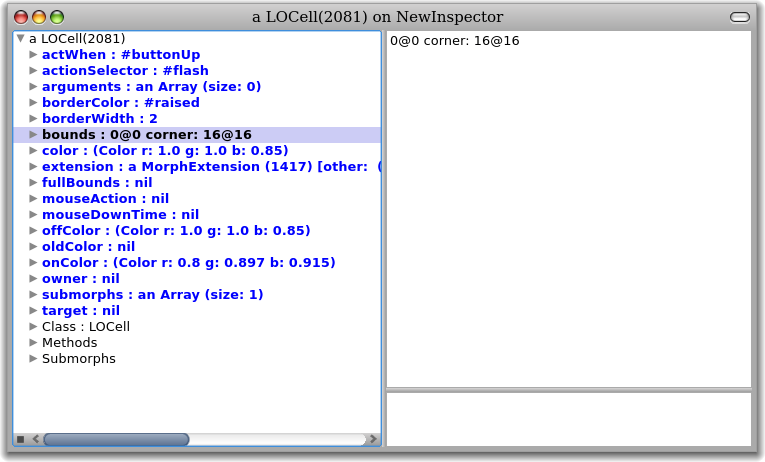 a LOCell(2081) on NewInspector
a LOCell(2081)
actWhen : #buttonUp
actionSelector : #flash
arguments : an Array (size: 0)
borderColor : #raised
borderWidth : 2
bounds : 0@0 corner: 16@16
color : (Color r: 1.0 g: 1.0 b: 0.85)
extension : a MorphExtension (1417) [other:  (
fullBounds : nil
mouseAction : nil
mouseDownTime : nil
offColor : (Color r: 1.0 g: 1.0 b: 0.85)
oldColor : nil
onColor : (Color r: 0.8 g: 0.897 b: 0.915)
owner : nil
submorphs : an Array (size: 1)
target : nil
Class : LOCell
Methods
Submorphs
0@0 corner: 16@16